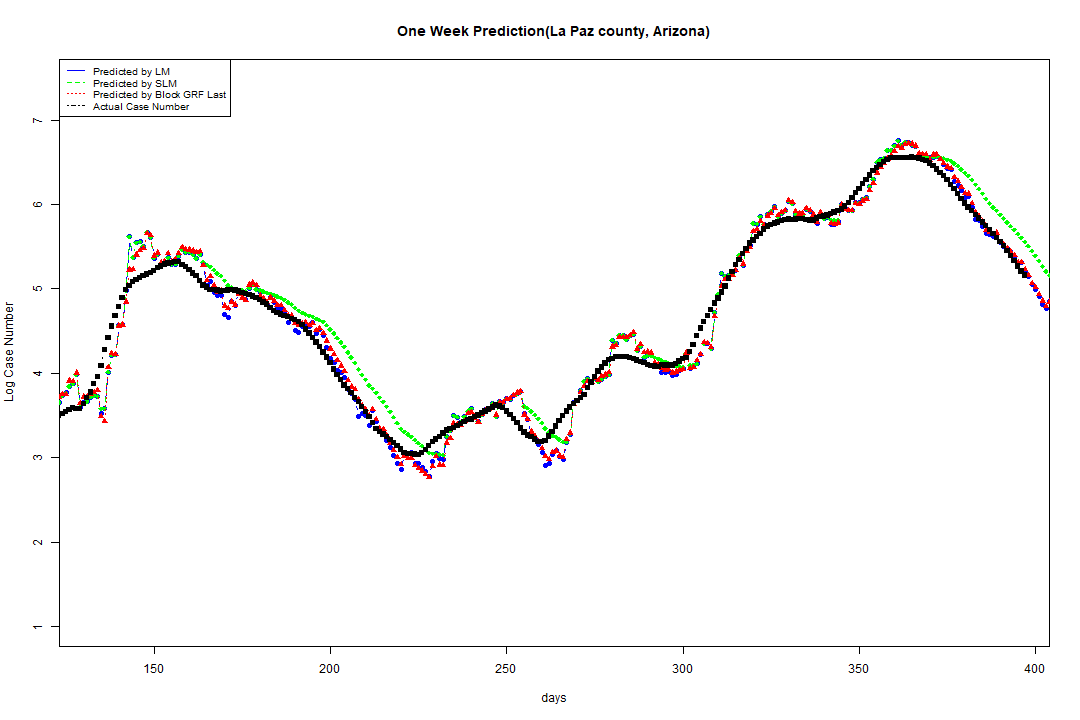 One Week Prediction(La Paz county, Arizona)
Predicted by LM
Predicted by SLM
Predicted by Block GRF Last
Actual Case Number
7
6
5
4
3
2
1
Log Case Number
150 200 250 300 350 400
days